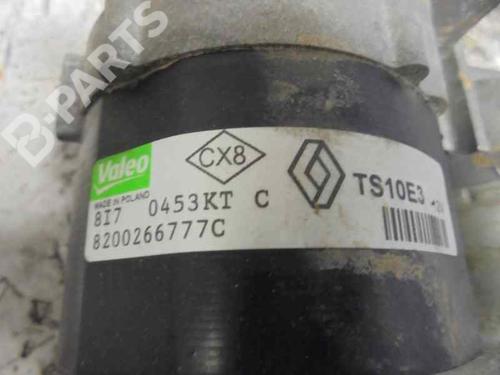 B-PARTS
Valeo
MADE IN POLAND
CX8
TS10E3
8I7 0453KT C
8200266777C